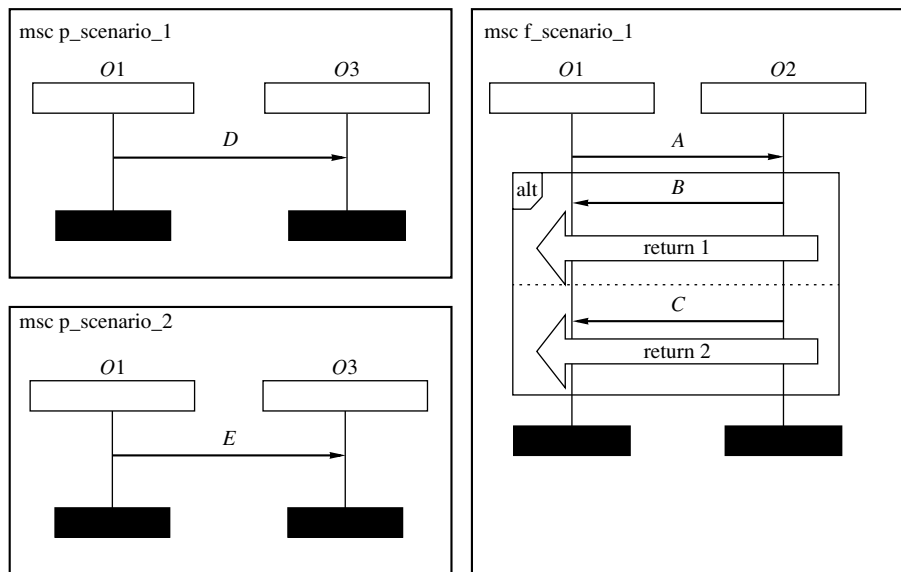 msc p_scenario_1
O1
O3
D
msc p_scenario_2
O1
O3
E
msc f_scenario_1
O1
O2
A
alt
B
return 1
C
return 2